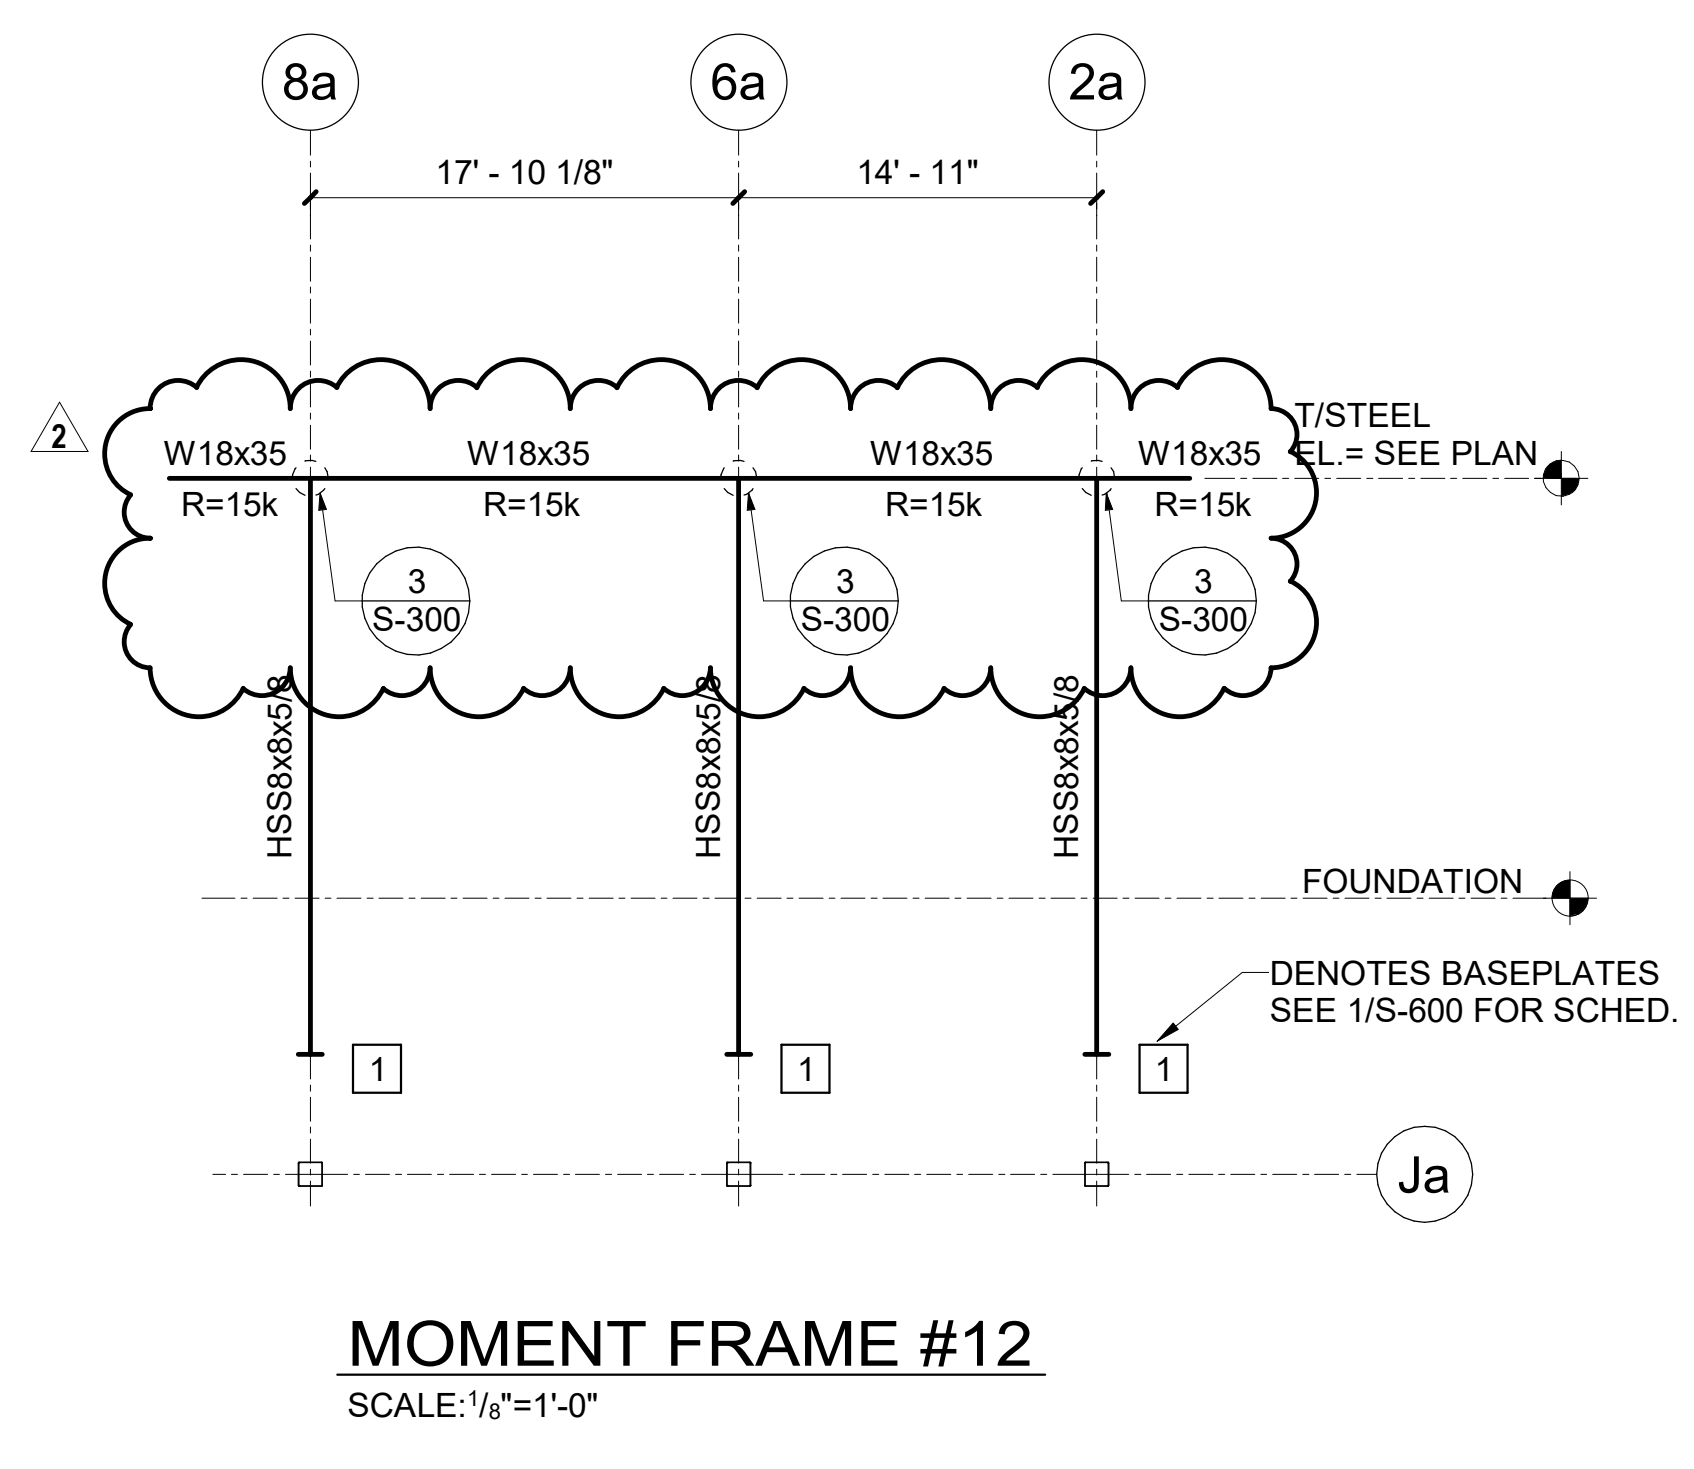 8a
6a
2a
17' - 10 1/8"
14' - 11"
T/STEEL
EL.= SEE PLAN
2
W18x35
W18x35
W18x35
W18x35
R=15k
R=15k
R=15k
R=15k
3
S-300
3
S-300
3
S-300
HSS8x8x5/8
HSS8x8x5/8
HSS8x8x5/8
FOUNDATION
DENOTES BASEPLATES
SEE 1/S-600 FOR SCHED.
1
1
1
Ja
MOMENT FRAME #12
SCALE:1/8"=1'-0"